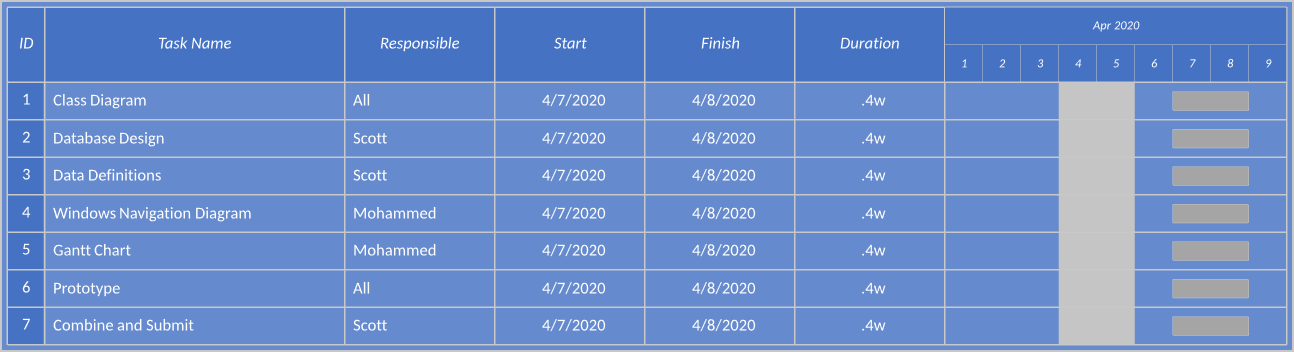 ID Task Name Responsible Start Finish Duration Apr 2020
1 2 3 4 5 6 7 8 9
1 Class Diagram All 4/7/2020 4/8/2020 .4w
2 Database Design Scott 4/7/2020 4/8/2020 .4w
3 Data Definitions Scott 4/7/2020 4/8/2020 .4w
4 Windows Navigation Diagram Mohammed 4/7/2020 4/8/2020 .4w
5 Gantt Chart Mohammed 4/7/2020 4/8/2020 .4w
6 Prototype All 4/7/2020 4/8/2020 .4w
7 Combine and Submit Scott 4/7/2020 4/8/2020 .4w